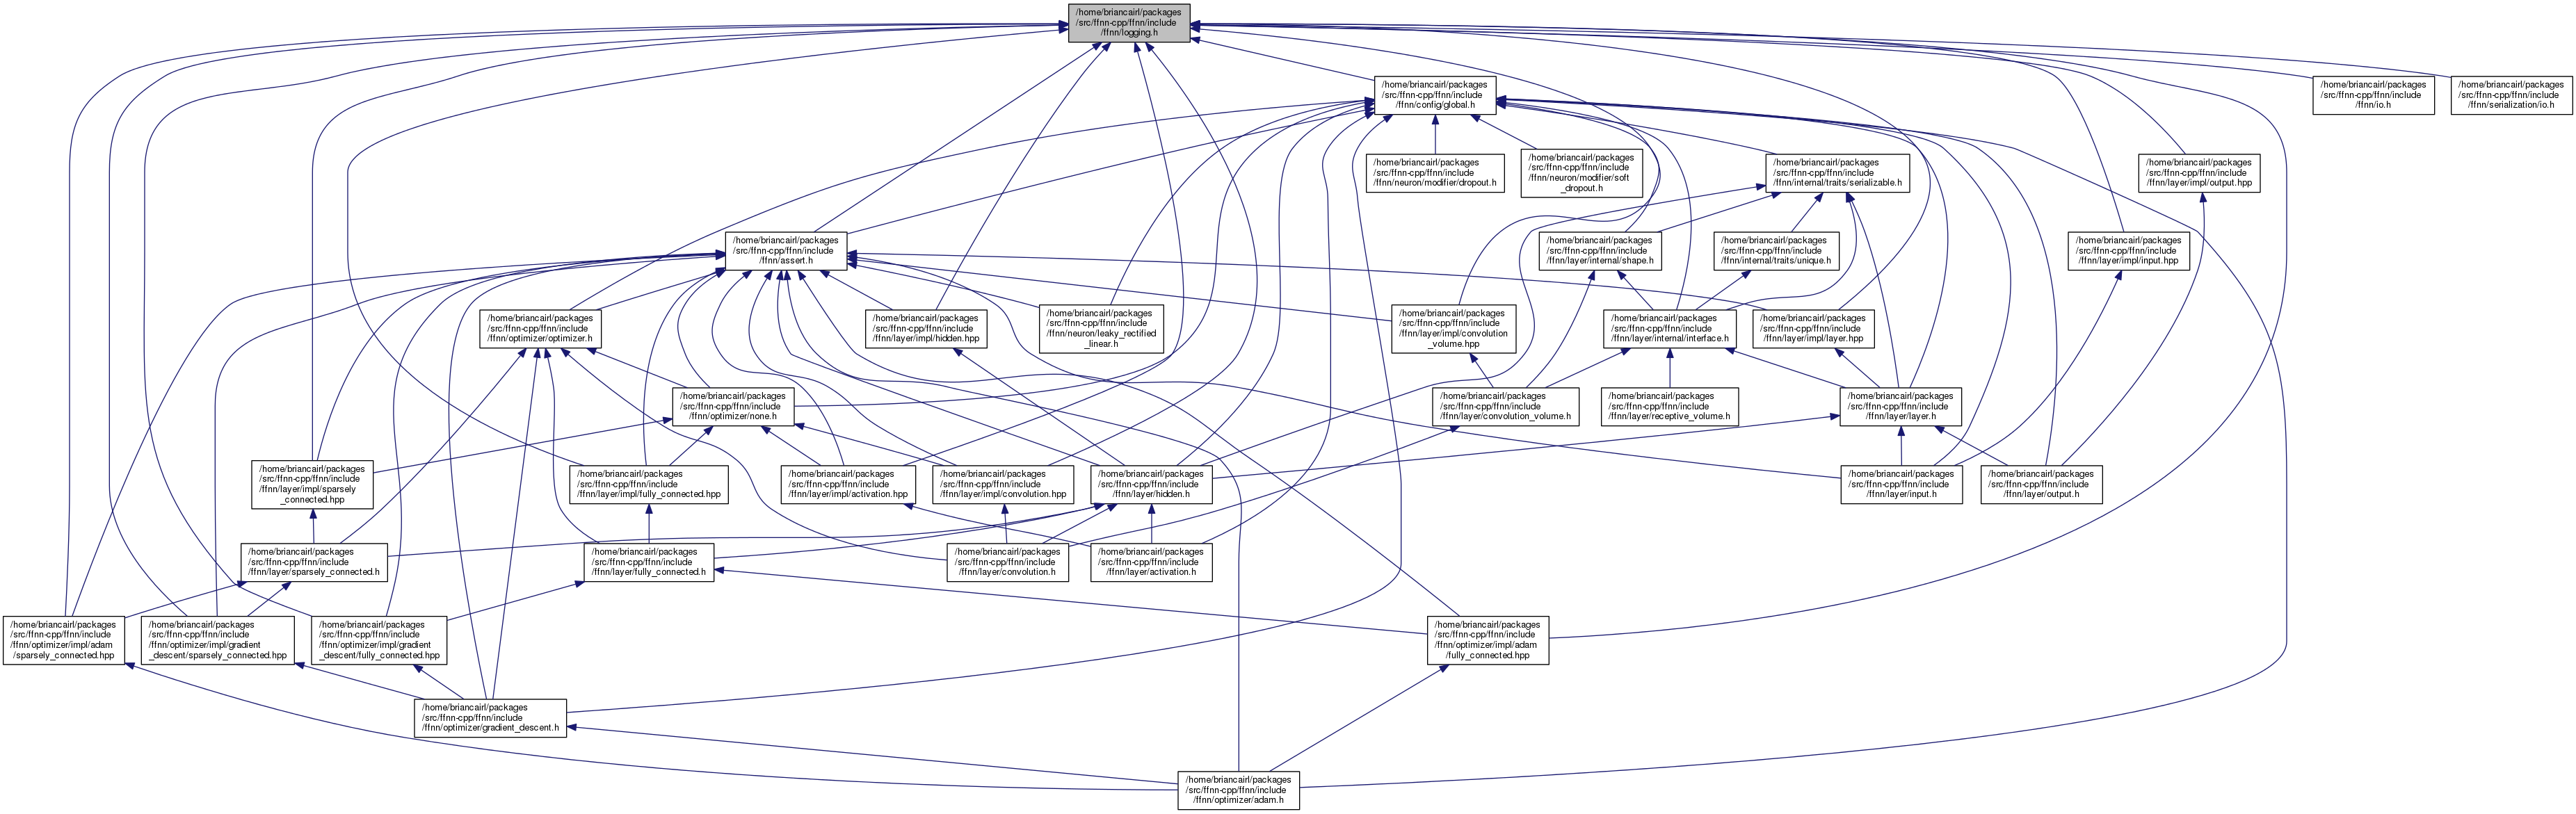 /home/briancairl/packages
/src/ffnn-cpp/ffnn/include
/ffnn/logging.h
/home/briancairl/packages
/src/ffnn-cpp/ffnn/include
/ffnn/config/global.h
/home/briancairl/packages
/src/ffnn-cpp/ffnn/include
/ffnn/io.h
/home/briancairl/packages
/src/ffnn-cpp/ffnn/include
/ffnn/serialization/io.h
/home/briancairl/packages
/src/ffnn-cpp/ffnn/include
/ffnn/neuron/modifier/dropout.h
/home/briancairl/packages
/src/ffnn-cpp/ffnn/include
/ffnn/neuron/modifier/soft
_dropout.h
/home/briancairl/packages
/src/ffnn-cpp/ffnn/include
/ffnn/internal/traits/serializable.h
/home/briancairl/packages
/src/ffnn-cpp/ffnn/include
/ffnn/layer/impl/output.hpp
/home/briancairl/packages
/src/ffnn-cpp/ffnn/include
/ffnn/assert.h
/home/briancairl/packages
/src/ffnn-cpp/ffnn/include
/ffnn/layer/internal/shape.h
/home/briancairl/packages
/src/ffnn-cpp/ffnn/include
/ffnn/internal/traits/unique.h
/home/briancairl/packages
/src/ffnn-cpp/ffnn/include
/ffnn/layer/impl/input.hpp
/home/briancairl/packages
/src/ffnn-cpp/ffnn/include
/ffnn/optimizer/optimizer.h
/home/briancairl/packages
/src/ffnn-cpp/ffnn/include
/ffnn/layer/impl/hidden.hpp
/home/briancairl/packages
/src/ffnn-cpp/ffnn/include
/ffnn/neuron/leaky_rectified
_linear.h
/home/briancairl/packages
/src/ffnn-cpp/ffnn/include
/ffnn/layer/impl/convolution
_volume.hpp
/home/briancairl/packages
/src/ffnn-cpp/ffnn/include
/ffnn/layer/internal/interface.h
/home/briancairl/packages
/src/ffnn-cpp/ffnn/include
/ffnn/layer/impl/layer.hpp
/home/briancairl/packages
/src/ffnn-cpp/ffnn/include
/ffnn/optimizer/none.h
/home/briancairl/packages
/src/ffnn-cpp/ffnn/include
/ffnn/layer/convolution_volume.h
/home/briancairl/packages
/src/ffnn-cpp/ffnn/include
/ffnn/layer/receptive_volume.h
/home/briancairl/packages
/src/ffnn-cpp/ffnn/include
/ffnn/layer/layer.h
/home/briancairl/packages
/src/ffnn-cpp/ffnn/include
/ffnn/layer/impl/sparsely
_connected.hpp
/home/briancairl/packages
/src/ffnn-cpp/ffnn/include
/ffnn/layer/impl/fully_connected.hpp
/home/briancairl/packages
/src/ffnn-cpp/ffnn/include
/ffnn/layer/impl/activation.hpp
/home/briancairl/packages
/src/ffnn-cpp/ffnn/include
/ffnn/layer/impl/convolution.hpp
/home/briancairl/packages
/src/ffnn-cpp/ffnn/include
/ffnn/layer/hidden.h
/home/briancairl/packages
/src/ffnn-cpp/ffnn/include
/ffnn/layer/input.h
/home/briancairl/packages
/src/ffnn-cpp/ffnn/include
/ffnn/layer/output.h
/home/briancairl/packages
/src/ffnn-cpp/ffnn/include
/ffnn/layer/sparsely_connected.h
/home/briancairl/packages
/src/ffnn-cpp/ffnn/include
/ffnn/layer/fully_connected.h
/home/briancairl/packages
/src/ffnn-cpp/ffnn/include
/ffnn/layer/convolution.h
/home/briancairl/packages
/src/ffnn-cpp/ffnn/include
/ffnn/layer/activation.h
/home/briancairl/packages
/src/ffnn-cpp/ffnn/include
/ffnn/optimizer/impl/adam
/sparsely_connected.hpp
/home/briancairl/packages
/src/ffnn-cpp/ffnn/include
/ffnn/optimizer/impl/gradient
_descent/sparsely_connected.hpp
/home/briancairl/packages
/src/ffnn-cpp/ffnn/include
/ffnn/optimizer/impl/gradient
_descent/fully_connected.hpp
/home/briancairl/packages
/src/ffnn-cpp/ffnn/include
/ffnn/optimizer/impl/adam
/fully_connected.hpp
/home/briancairl/packages
/src/ffnn-cpp/ffnn/include
/ffnn/optimizer/gradient_descent.h
/home/briancairl/packages
/src/ffnn-cpp/ffnn/include
/ffnn/optimizer/adam.h